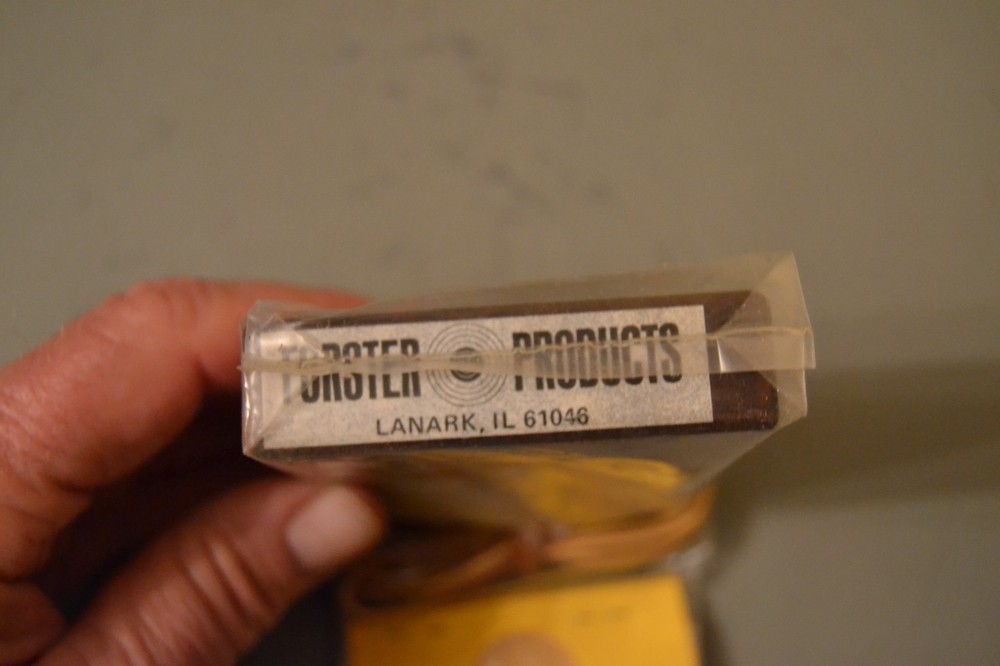 FORSTER PRODUCTS
LANARK, IL 61046